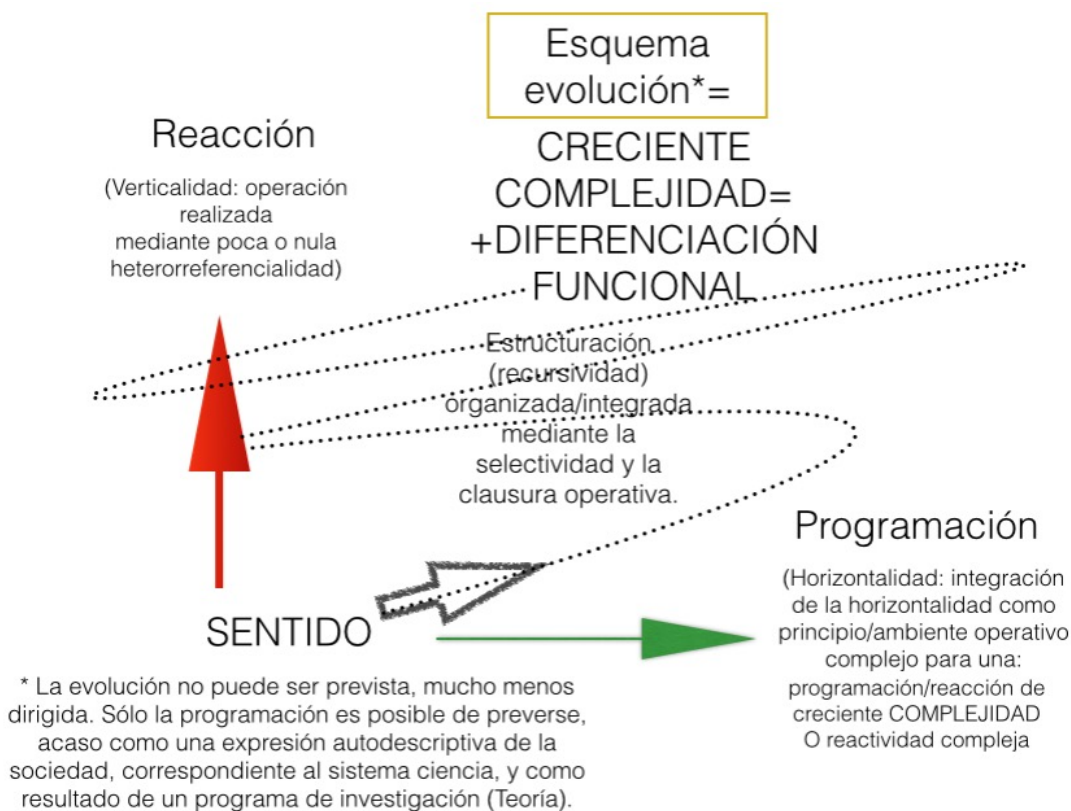 Esquema
evolución*=
CRECIENTE
COMPLEJIDAD=
+DIFERENCIACIÓN
FUNCIONAL
Reacción
(Verticalidad: operación
realizada
mediante poca o nula
heterorreferencialidad)
Estructuración
(recursividad)
organizada/integrada
mediante la
selectividad y la
clausura operativa.
Programación
(Horizontalidad: integración
de la horizontalidad como
principio/ambiente operativo
complejo para una:
programación/reacción de
creciente COMPLEJIDAD
O reactividad compleja
SENTIDO
* La evolución no puede ser prevista, mucho menos
dirigida. Sólo la programación es posible de preverse,
acaso como una expresión autodescriptiva de la
sociedad, correspondiente al sistema ciencia, y como
resultado de un programa de investigación (Teoría).